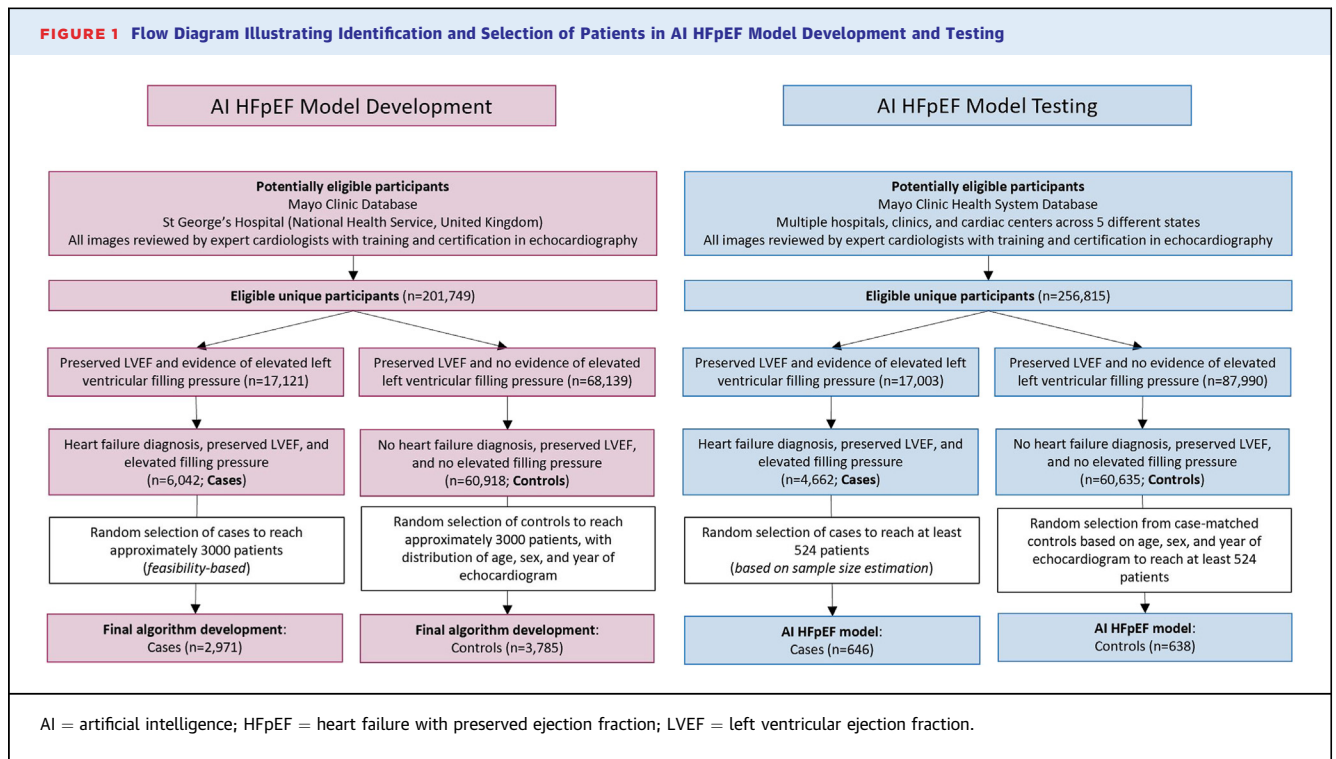 FIGURE 1 Flow Diagram Illustrating Identification and Selection of Patients in AI HFpEF Model Development and Testing
AI HFpEF Model Development
Potentially eligible participants
Mayo Clinic Database
St George's Hospital (National Health Service, United Kingdom)
All images reviewed by expert cardiologists with training and certification in echocardiography
Eligible unique participants (n=201,749)
Preserved LVEF and evidence of elevated left
ventricular filling pressure (n=17,121)
Preserved LVEF and no evidence of elevated
left ventricular filling pressure (n=68,139)
Heart failure diagnosis, preserved LVEF, and
elevated filling pressure
(n=6,042; Cases)
No heart failure diagnosis, preserved LVEF,
and no elevated filling pressure
(n=60,918; Controls)
Random selection of cases to reach
approximately 3000 patients
(feasibility-based)
Random selection of controls to reach
approximately 3000 patients, with
distribution of age, sex, and year of
echocardiogram
Final algorithm development:
Cases (n=2,971)
Final algorithm development:
Controls (n=3,785)
AI HFpEF Model Testing
Potentially eligible participants
Mayo Clinic Health System Database
Multiple hospitals, clinics, and cardiac centers across 5 different states
All images reviewed by expert cardiologists with training and certification in echocardiography
Eligible unique participants (n=256,815)
Preserved LVEF and evidence of elevated left
ventricular filling pressure (n=17,003)
Preserved LVEF and no evidence of elevated
left ventricular filling pressure (n=87,990)
Heart failure diagnosis, preserved LVEF, and
elevated filling pressure
(n=4,662; Cases)
No heart failure diagnosis, preserved LVEF,
and no elevated filling pressure
(n=60,635; Controls)
Random selection of cases to reach at least
524 patients
(based on sample size estimation)
Random selection from case-matched
controls based on age, sex, and year of
echocardiogram to reach at least 524
patients
AI HFpEF model:
Cases (n=646)
AI HFpEF model:
Controls (n=638)
AI = artificial intelligence; HFpEF = heart failure with preserved ejection fraction; LVEF = left ventricular ejection fraction.